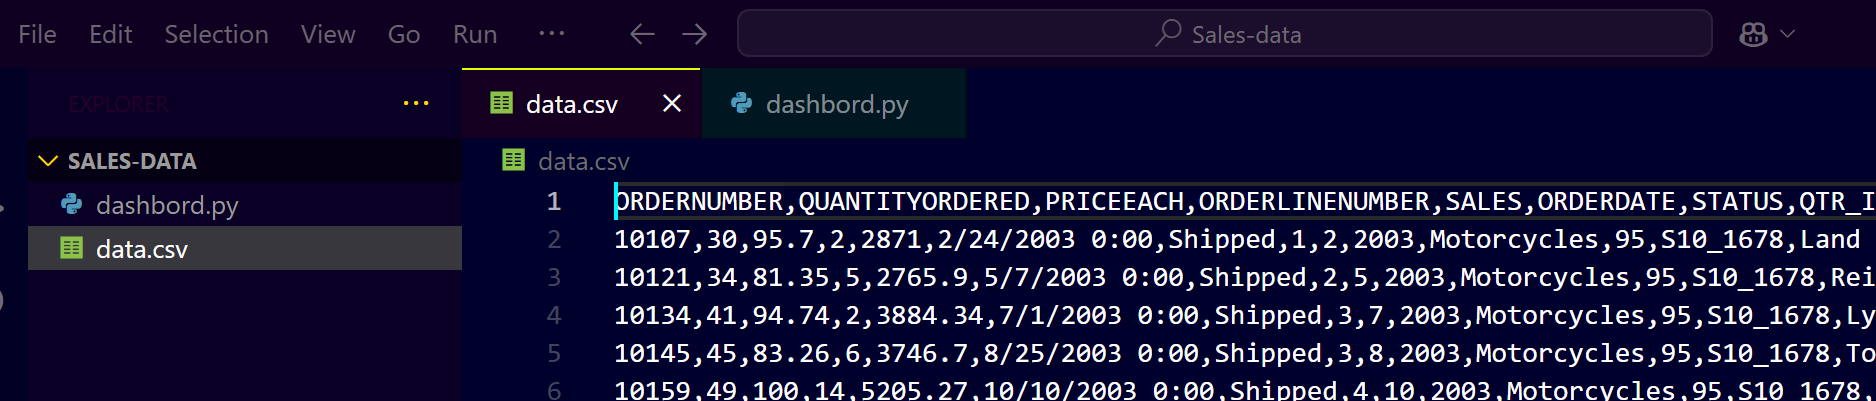 File Edit Selection View Go Run ··· Sales-data
EXPLORER ···
data.csv dashbord.py
SALES-DATA
data.csv
dashbord.py
data.csv
1 ORDERNUMBER,QUANTITYORDERED,PRICEEACH,ORDERLINENUMBER,SALES,ORDERDATE,STATUS,QTR_I
2 10107,30,95.7,2,2871,2/24/2003 0:00,Shipped,1,2,2003,Motorcycles,95,S10_1678,Land
3 10121,34,81.35,5,2765.9,5/7/2003 0:00,Shipped,2,5,2003,Motorcycles,95,S10_1678,Rei
4 10134,41,94.74,2,3884.34,7/1/2003 0:00,Shipped,3,7,2003,Motorcycles,95,S10_1678,Ly
5 10145,45,83.26,6,3746.7,8/25/2003 0:00,Shipped,3,8,2003,Motorcycles,95,S10_1678,To
6 10159,49,100,14,5205.27,10/10/2003 0:00,Shipped,4,10,2003,Motorcycles,95,S10_1678,